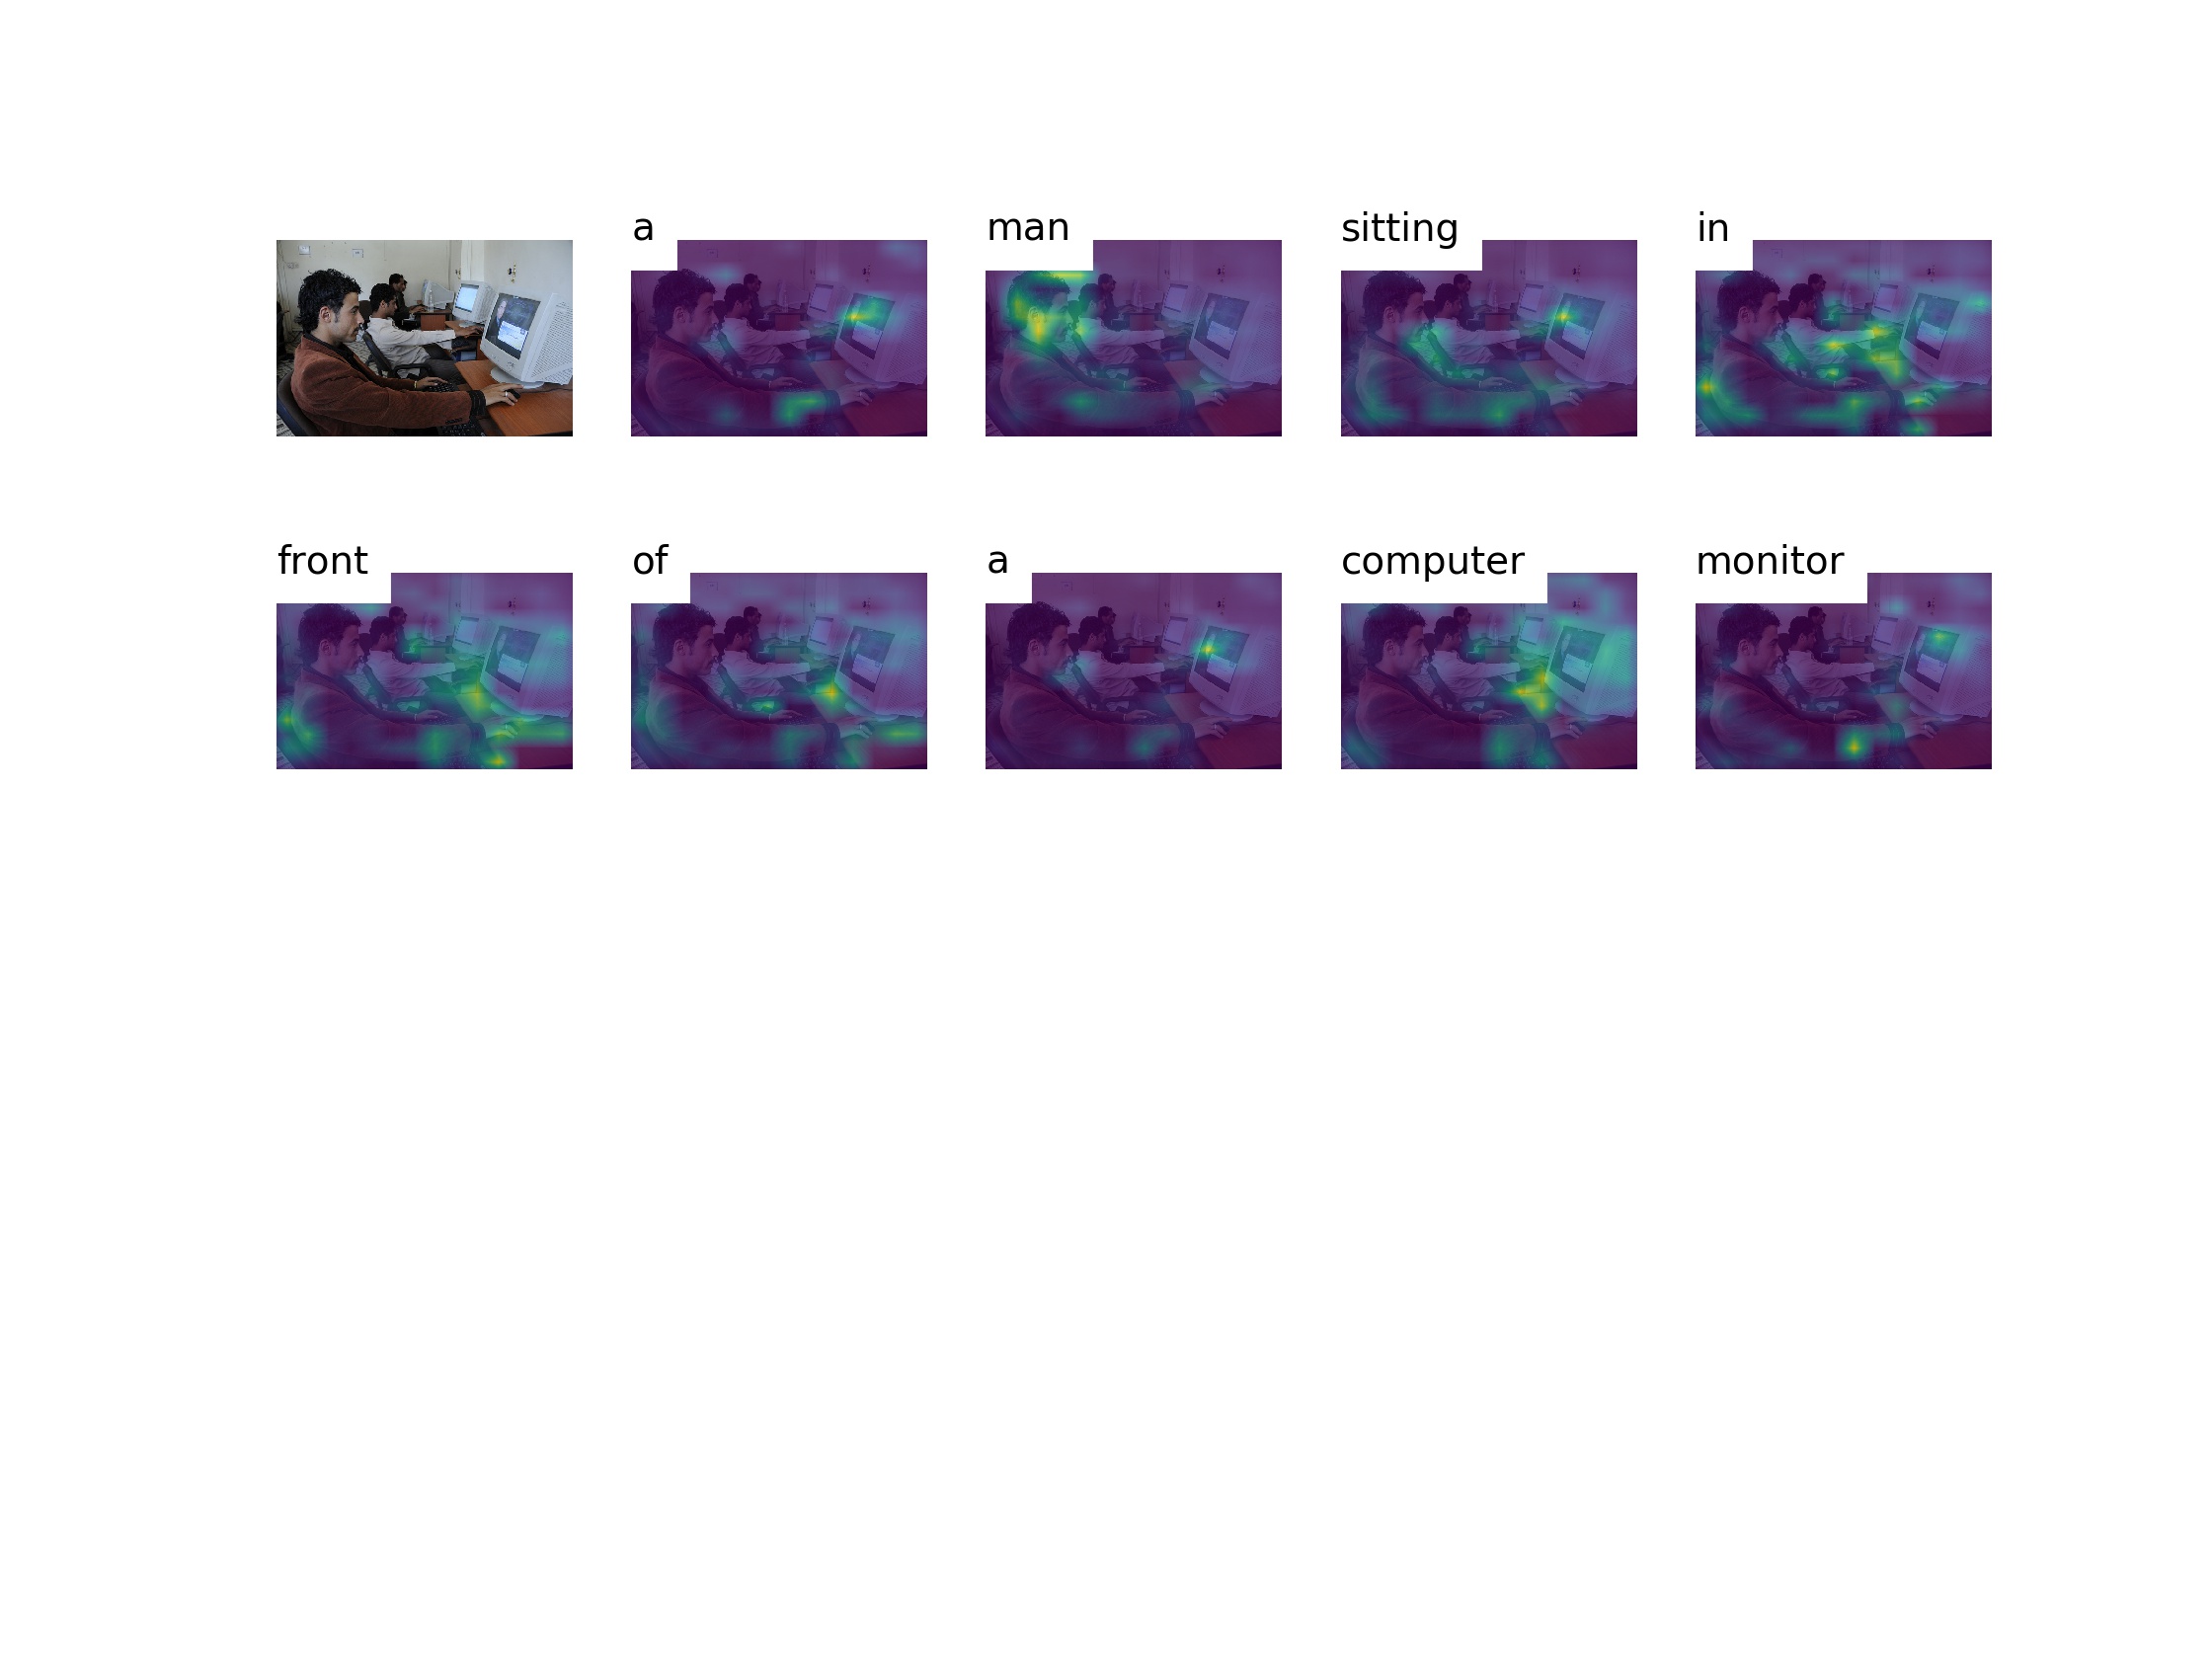 a man sitting in
front of a computer monitor